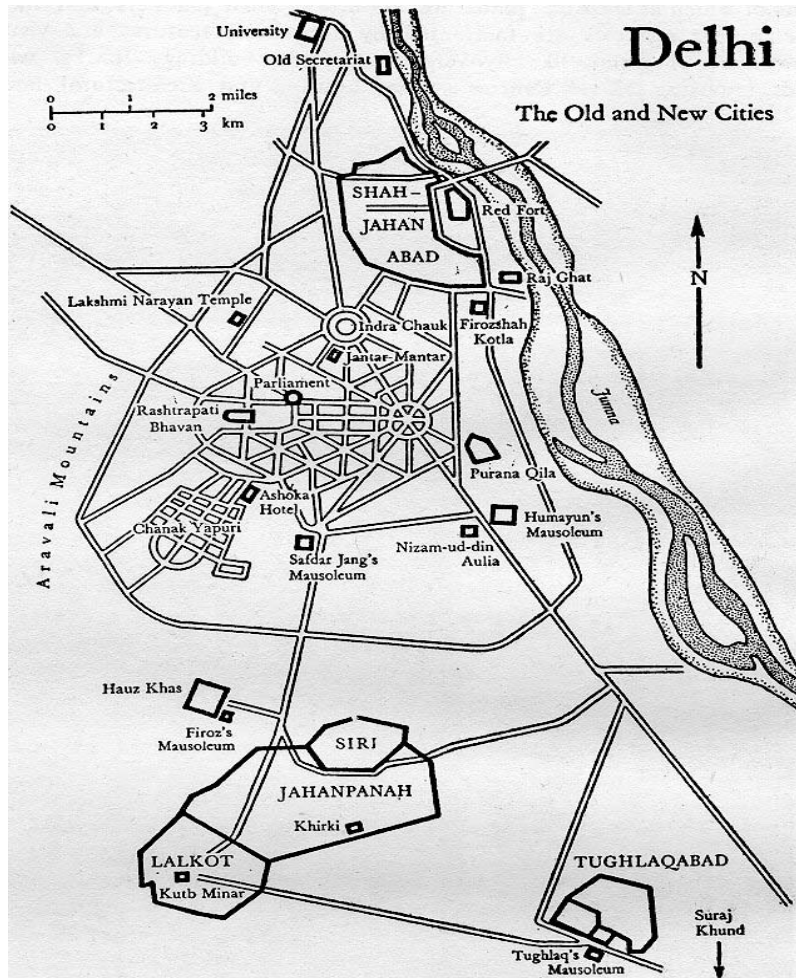 Delhi
The Old and New Cities
University
Old Secretariat
0 1 2 miles
0 1 2 3 km
SHAH-
JAHAN
ABAD
Red Fort
N
Raj Ghat
Lakshmi Narayan Temple
Indra Chauk
Firozshah
Kotla
Jantar-Mantar
Parliament
Jumna
Rashtrapati
Bhavan
Aravali Mountains
Purana Qila
Ashoka
Hotel
Chanak Yapuri
Humayun's
Mausoleum
Nizam-ud-din
Aulia
Safdar Jang's
Mausoleum
Hauz Khas
Firoz's
Mausoleum
SIRI
JAHANPANAH
Khirki
LALKOT
Kutb Minar
TUGHLAQABAD
Suraj
Khund
Tughlaq's
Mausoleum